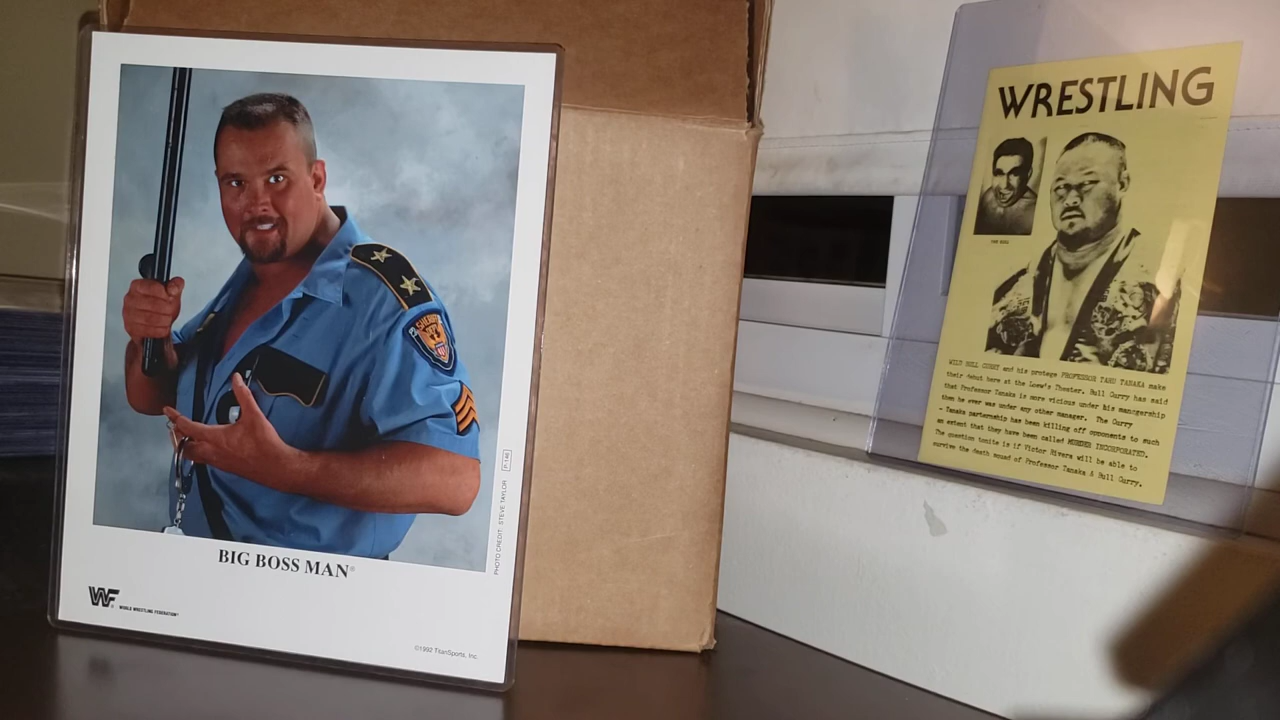 BIG BOSS MAN®
WF
WORLD WRESTLING FEDERATION®
©1992 TitanSports, Inc.
PHOTO CREDIT: STEVE TAYLOR
P-146
SHERIFF
WRESTLING
WILD BULL CURRY and his protege PROFESSOR TARU TANAKA make
their debut here at the Loew's Theater. Bull Curry has said
that Professor Tanaka is more vicious under his mangership
then he ever was under any other manager. The Curry
- Tanaka parternship has been killing off opponents to such
an extent that they have been called MURDER INCORPORATED.
The question tonite is if Victor Rivera will be able to
survive the death squad of Professor Tanaka & Bull Curry.